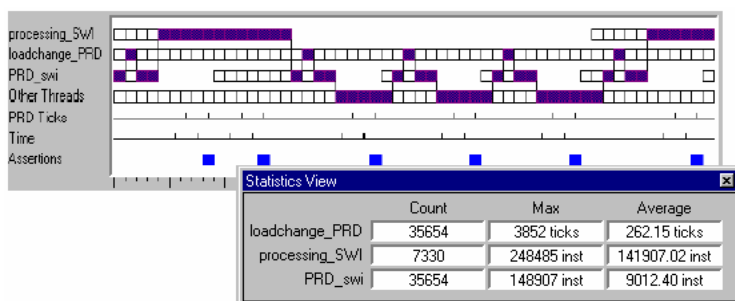 processing_SWI
loadchange_PRD
PRD_swi
Other Threads
PRD Ticks
Time
Assertions
Statistics View
Count Max Average
loadchange_PRD 35654 3852 ticks 262.15 ticks
processing_SWI 7330 248485 inst 141907.02 inst
PRD_swi 35654 148907 inst 9012.40 inst